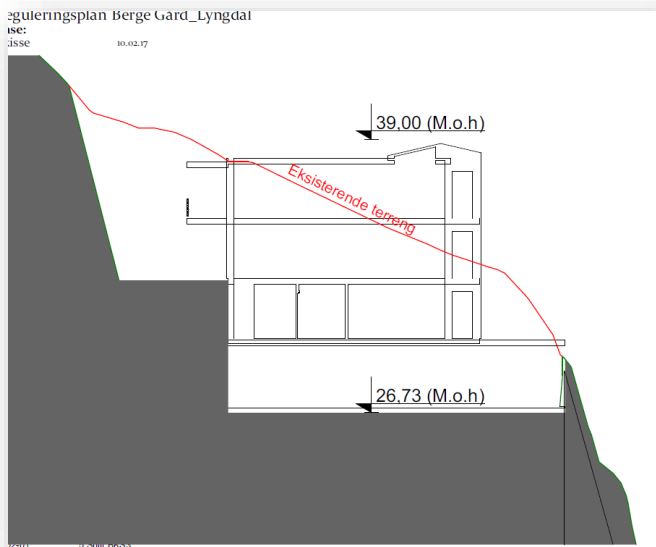 eguleringsplan Berge Gård_Lyngdal
ase:
kisse 10.02.17
39,00 (M.o.h)
Eksisterende terreng
26,73 (M.o.h)